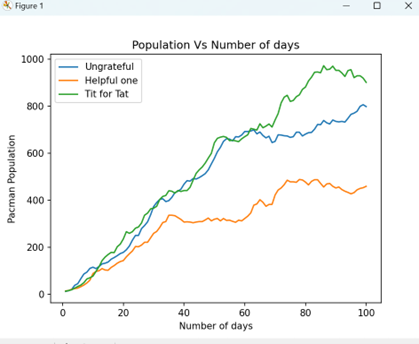 Figure 1
Population Vs Number of days
Ungrateful
Helpful one
Tit for Tat
1000
800
600
400
200
0
Pacman Population
0 20 40 60 80 100
Number of days